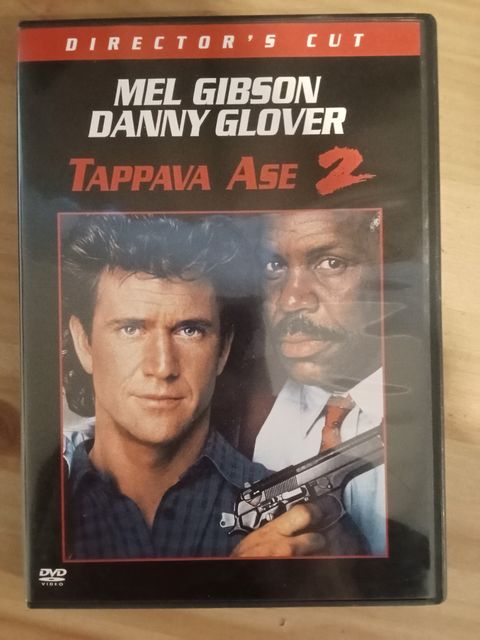 DIRECTOR'S CUT
MEL GIBSON
DANNY GLOVER
TAPPAVA ASE 2
DVD
VIDEO